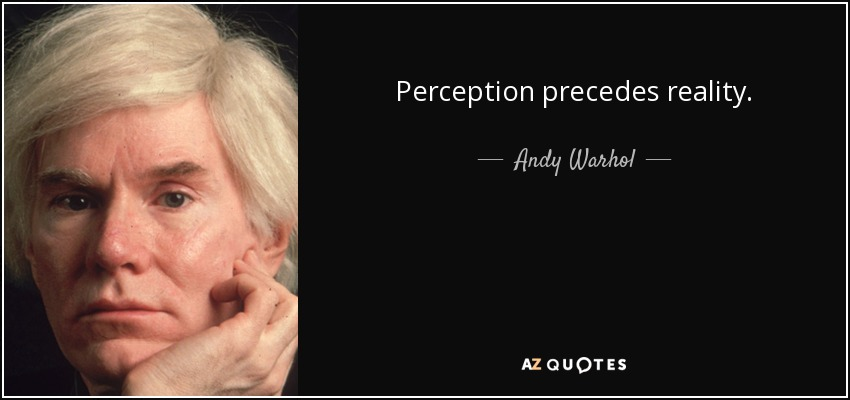 Perception precedes reality.
— Andy Warhol —
AZ QUOTES